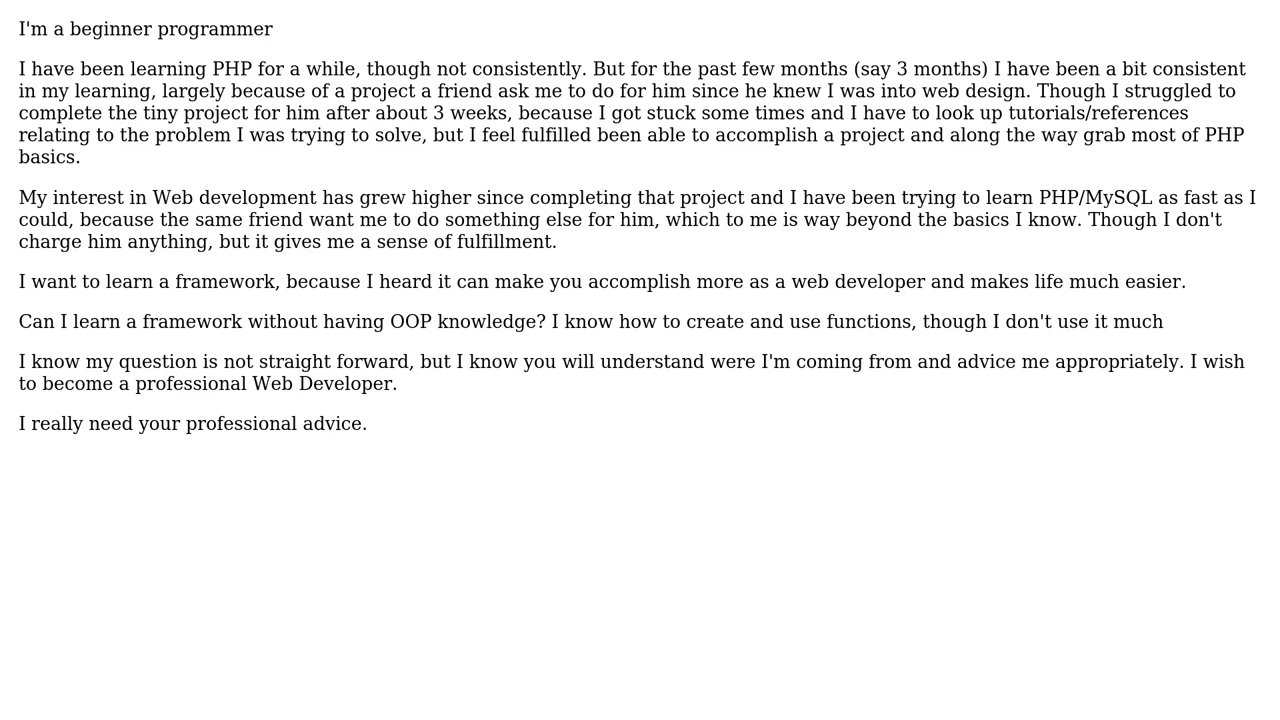 I'm a beginner programmer
I have been learning PHP for a while, though not consistently. But for the past few months (say 3 months) I have been a bit consistent
in my learning, largely because of a project a friend ask me to do for him since he knew I was into web design. Though I struggled to
complete the tiny project for him after about 3 weeks, because I got stuck some times and I have to look up tutorials/references
relating to the problem I was trying to solve, but I feel fulfilled been able to accomplish a project and along the way grab most of PHP
basics.
My interest in Web development has grew higher since completing that project and I have been trying to learn PHP/MySQL as fast as I
could, because the same friend want me to do something else for him, which to me is way beyond the basics I know. Though I don't
charge him anything, but it gives me a sense of fulfillment.
I want to learn a framework, because I heard it can make you accomplish more as a web developer and makes life much easier.
Can I learn a framework without having OOP knowledge? I know how to create and use functions, though I don't use it much
I know my question is not straight forward, but I know you will understand were I'm coming from and advice me appropriately. I wish
to become a professional Web Developer.
I really need your professional advice.